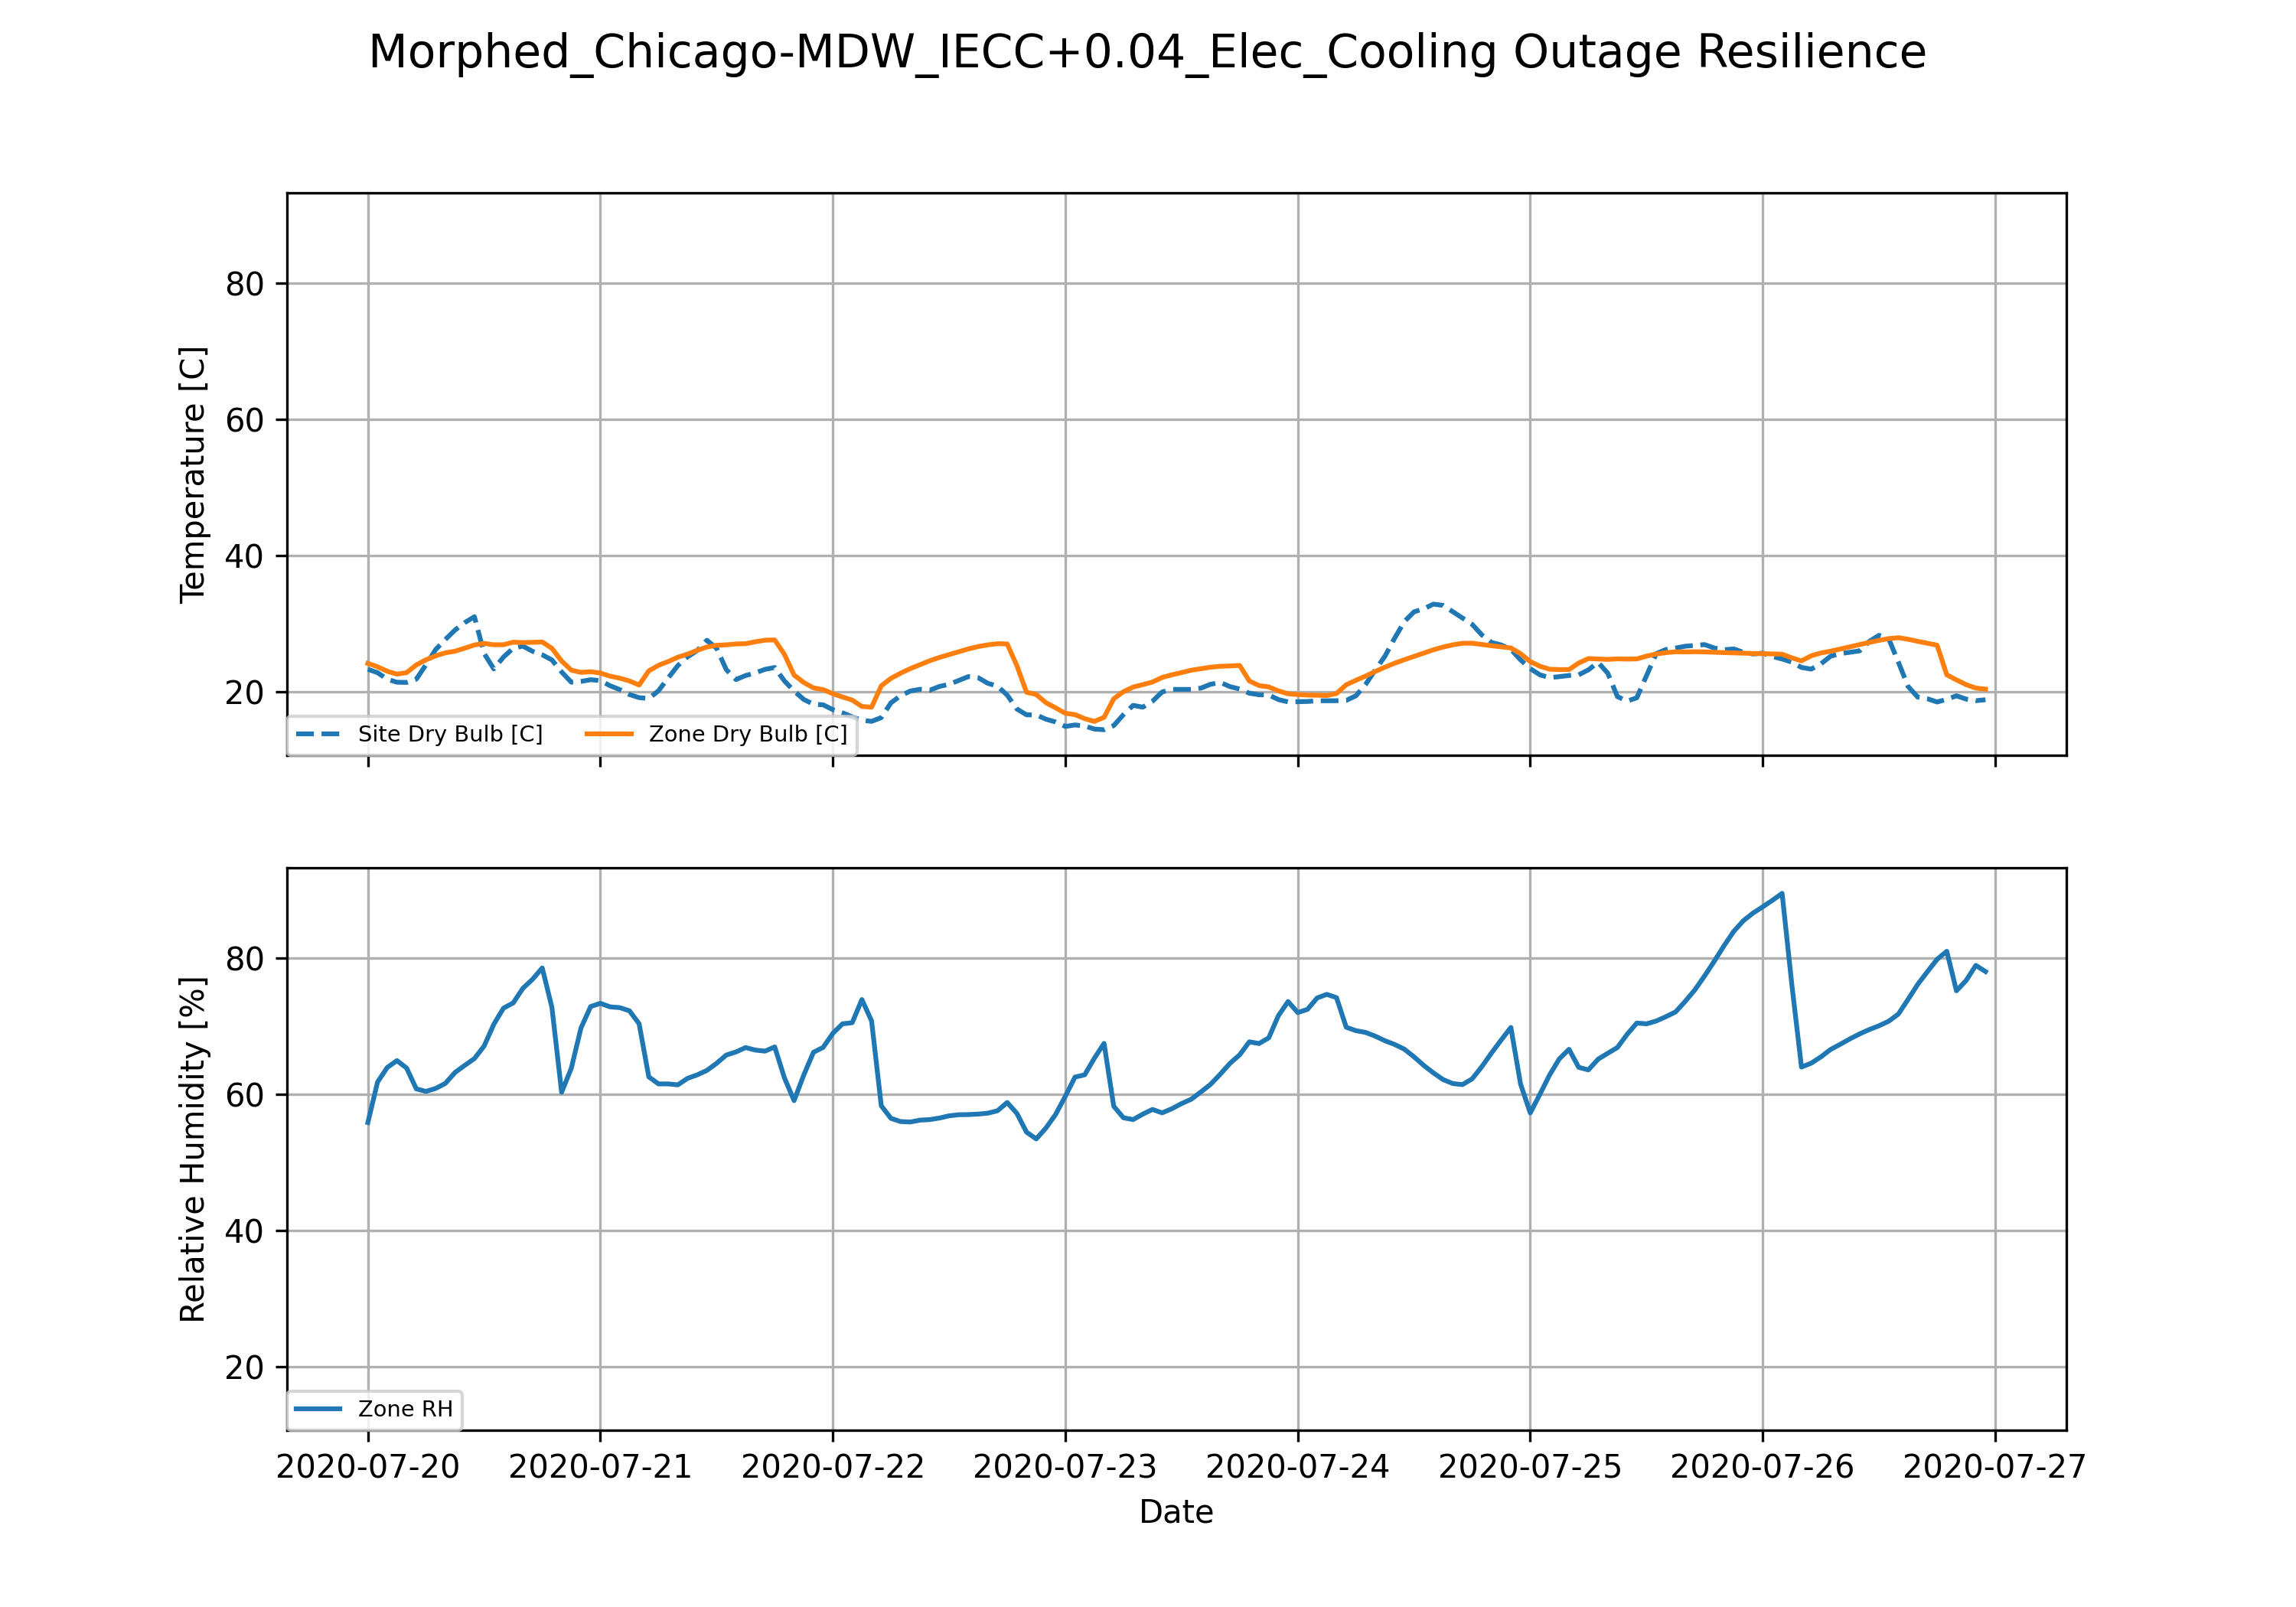 Morphed_Chicago-MDW_IECC+0.04_Elec_Cooling Outage Resilience
80
60
40
20
Temperature [C]
Site Dry Bulb [C] Zone Dry Bulb [C]
80
60
40
20
Relative Humidity [%]
Zone RH
2020-07-20 2020-07-21 2020-07-22 2020-07-23 2020-07-24 2020-07-25 2020-07-26 2020-07-27
Date